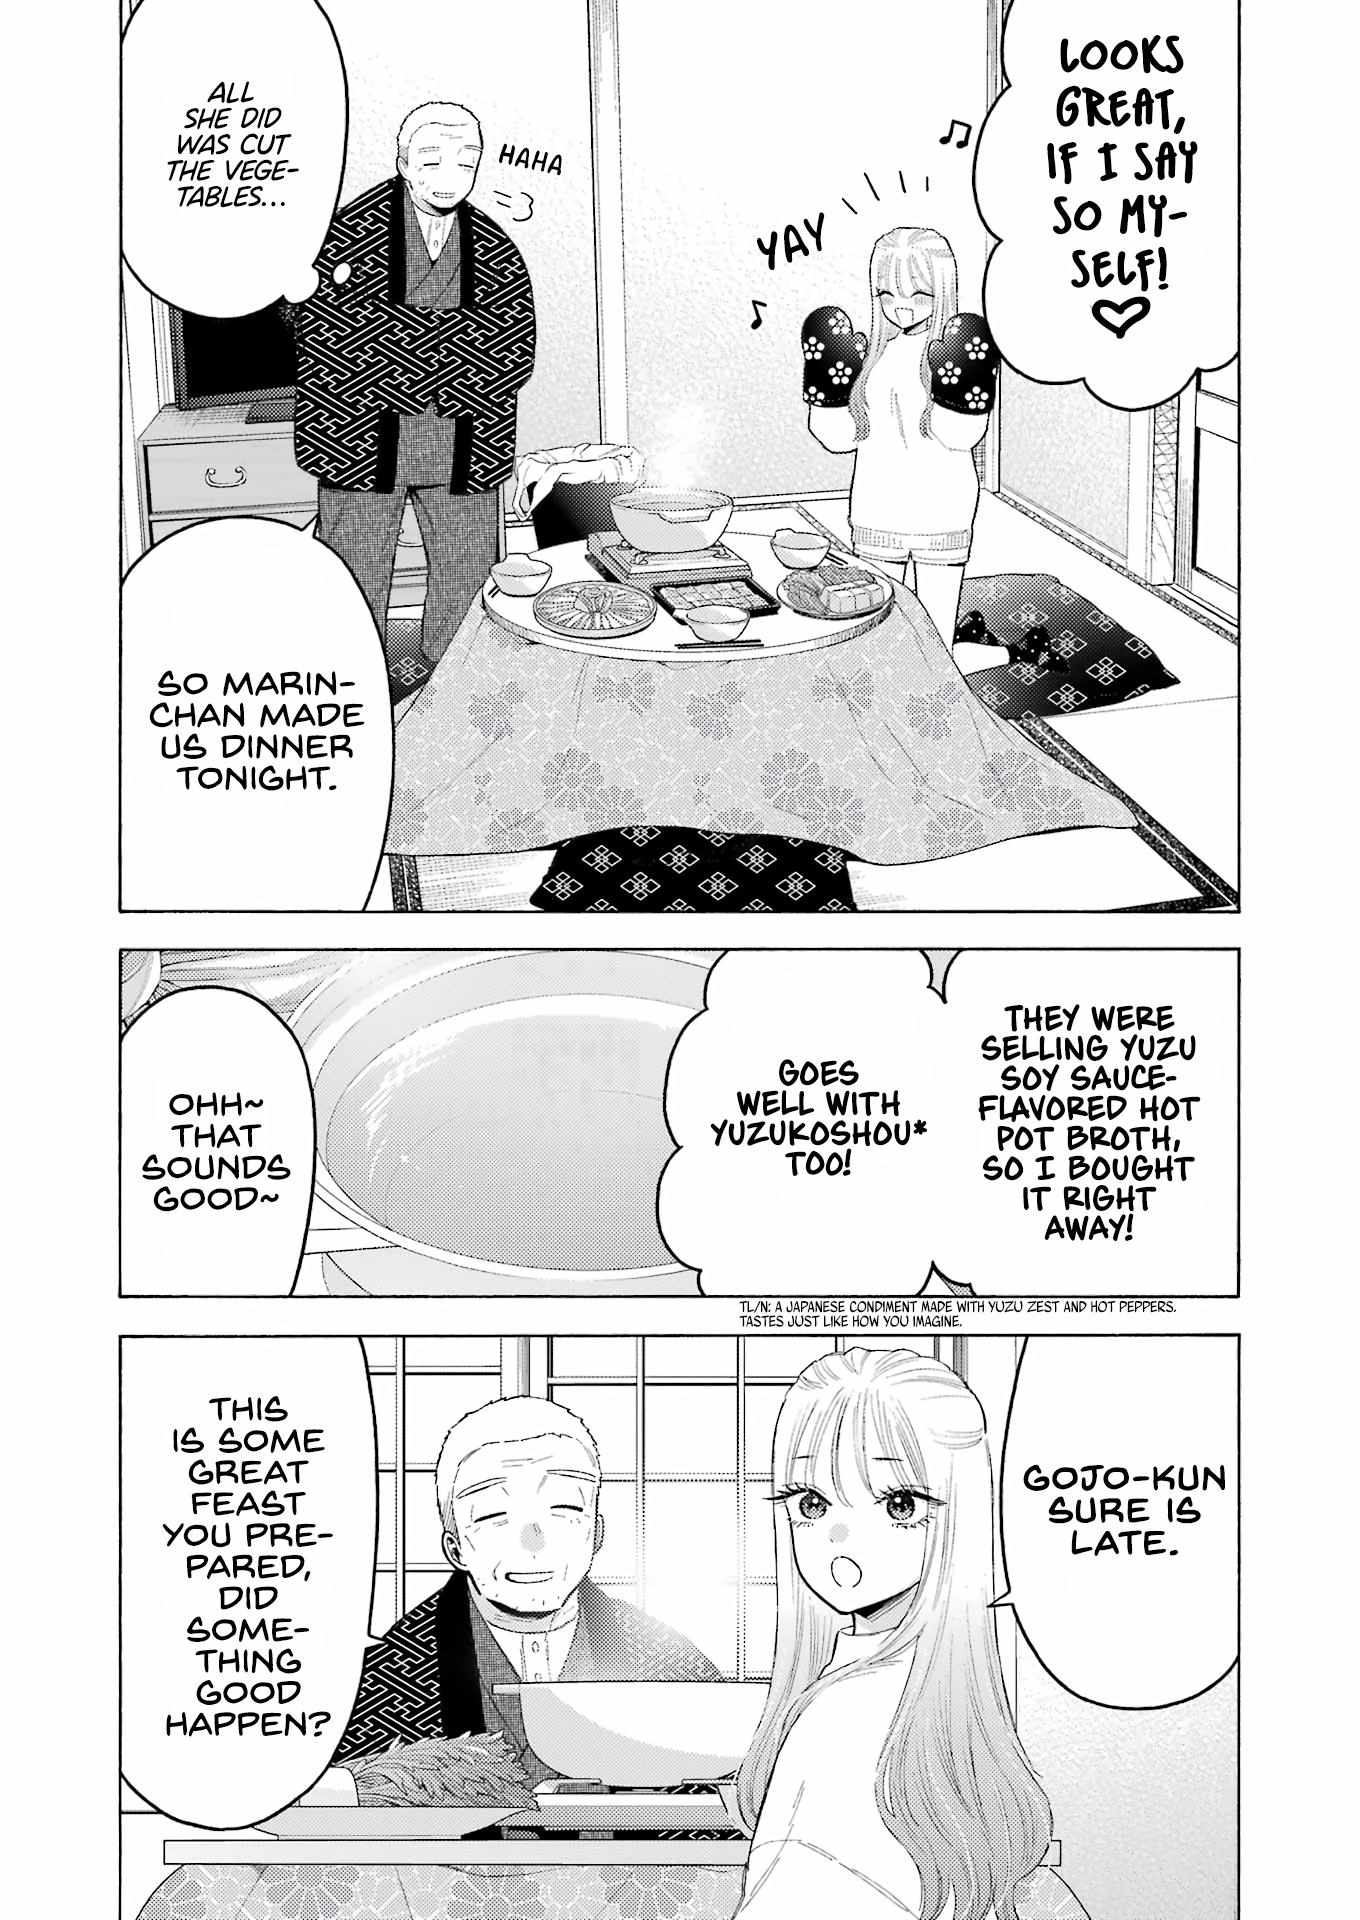 LOOKS
GREAT,
IF I SAY
SO MY-
SELF!
YAY
HAHA
ALL
SHE DID
WAS CUT
THE VEGE-
TABLES...
SO MARIN-
CHAN MADE
US DINNER
TONIGHT.
THEY WERE
SELLING YUZU
SOY SAUCE-
FLAVORED HOT
POT BROTH,
SO I BOUGHT
IT RIGHT
AWAY!
GOES
WELL WITH
YUZUKOSHOU*
TOO!
OHH~
THAT
SOUNDS
GOOD~
TL/N: A JAPANESE CONDIMENT MADE WITH YUZU ZEST AND HOT PEPPERS.
TASTES JUST LIKE HOW YOU IMAGINE.
GOJO-KUN
SURE IS
LATE.
THIS
IS SOME
GREAT
FEAST
YOU PRE-
PARED,
DID
SOME-
THING
GOOD
HAPPEN?